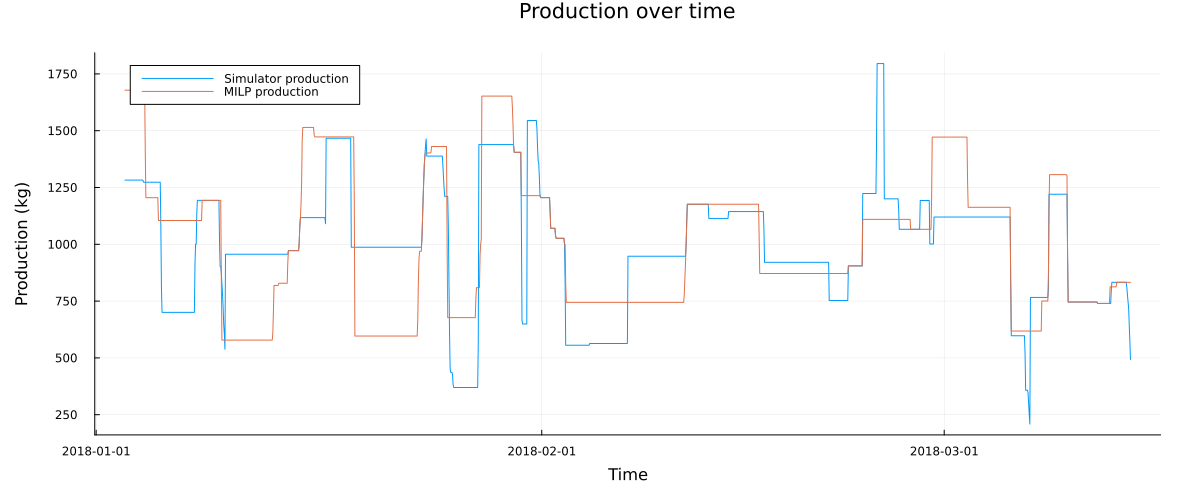 Production over time
Simulator production
MILP production
Production (kg)
1750
1500
1250
1000
750
500
250
2018-01-01
2018-02-01
2018-03-01
Time